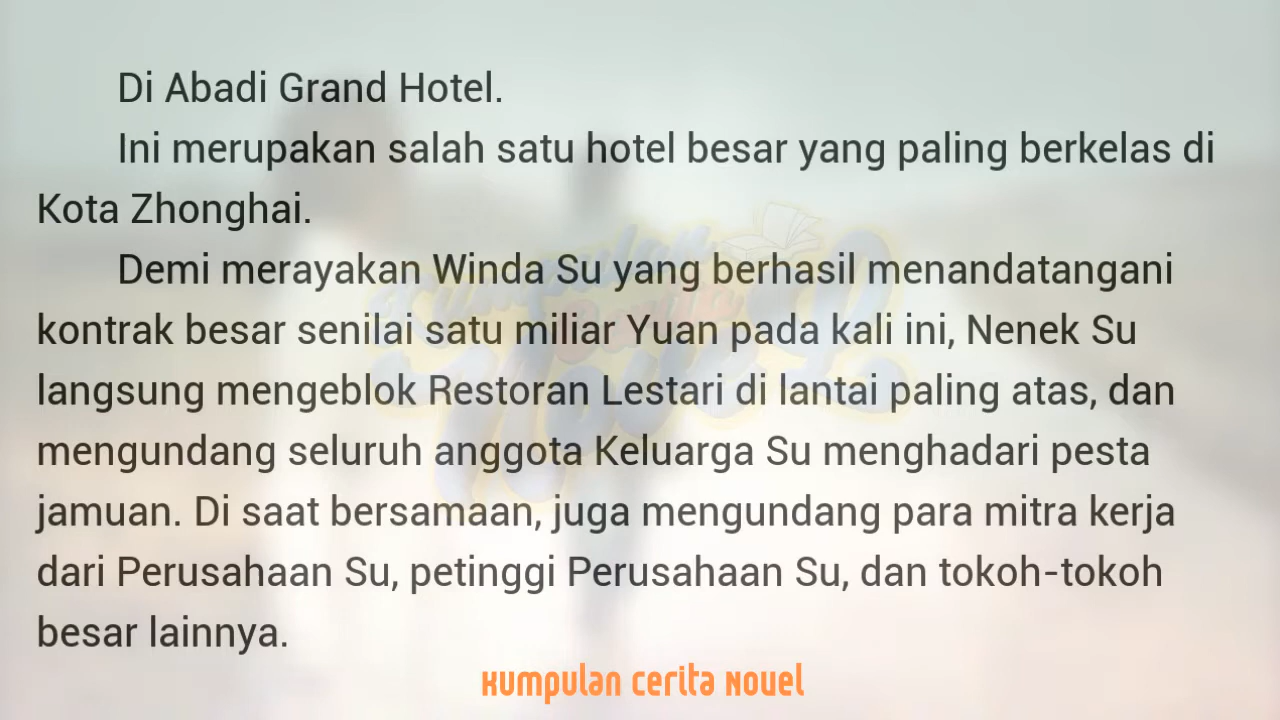 Di Abadi Grand Hotel.
Ini merupakan salah satu hotel besar yang paling berkelas di
Kota Zhonghai.
Demi merayakan Winda Su yang berhasil menandatangani
kontrak besar senilai satu miliar Yuan pada kali ini, Nenek Su
langsung mengeblok Restoran Lestari di lantai paling atas, dan
mengundang seluruh anggota Keluarga Su menghadari pesta
jamuan. Di saat bersamaan, juga mengundang para mitra kerja
dari Perusahaan Su, petinggi Perusahaan Su, dan tokoh-tokoh
besar lainnya.
Kumpulan Cerita Novel